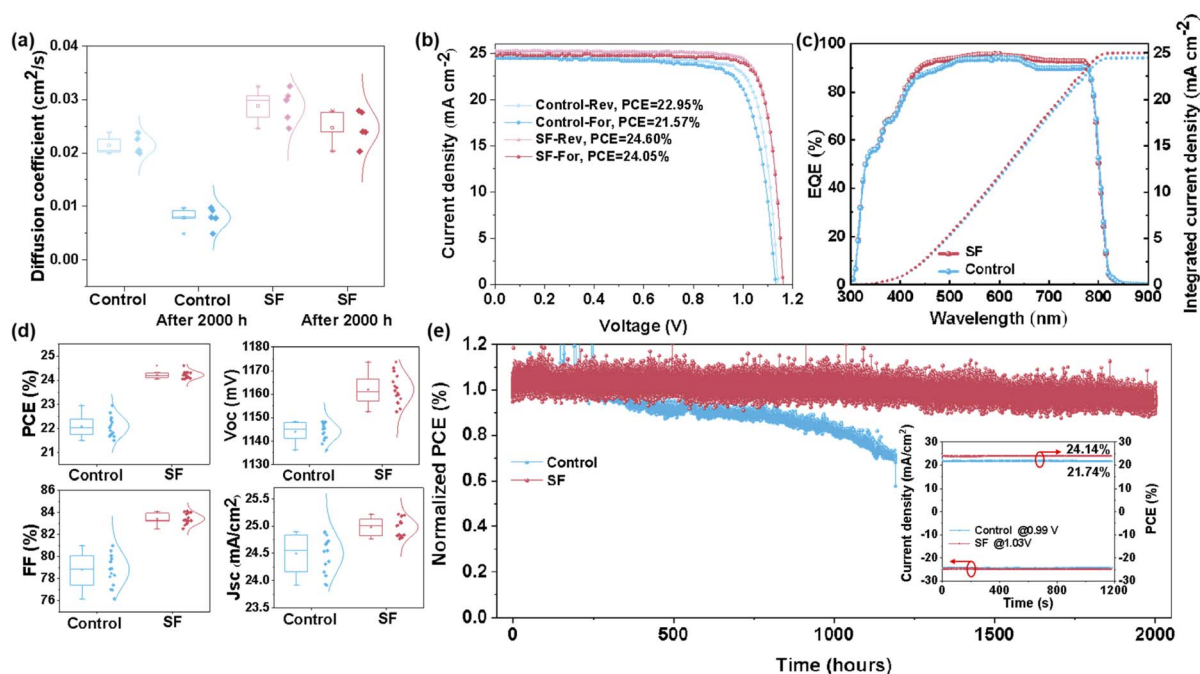 (a)
Diffusion coefficient (cm²/s)
0.04
0.03
0.02
0.01
0.00
Control
Control
After 2000 h
SF
SF
After 2000 h
(b)
Current density (mA cm⁻²)
25
20
15
10
5
0
Control-Rev, PCE=22.95%
Control-For, PCE=21.57%
SF-Rev, PCE=24.60%
SF-For, PCE=24.05%
0.0 0.2 0.4 0.6 0.8 1.0 1.2
Voltage (V)
(c)
EQE (%)
100
80
60
40
20
0
SF
Control
300 400 500 600 700 800 900
Wavelength (nm)
25
20
15
10
5
0
Integrated current density (mA cm⁻²)
(d)
PCE (%)
25
24
23
22
21
Control SF
Voc (mV)
1180
1170
1160
1150
1140
1130
Control SF
FF (%)
86
84
82
80
78
76
Control SF
Jsc (mA/cm2)
25.5
25.0
24.5
24.0
23.5
Control SF
(e)
Normalized PCE (%)
1.2
1.0
0.8
0.6
0.4
0.2
0.0
Control
SF
0 500 1000 1500 2000
Time (hours)
Current density (mA/cm²)
30
20
10
0
-10
-20
-30
24.14%
21.74%
Control @0.99 V
SF @1.03V
0 400 800 1200
Time (s)
30
20
10
0
-10
-20
-30
PCE (%)